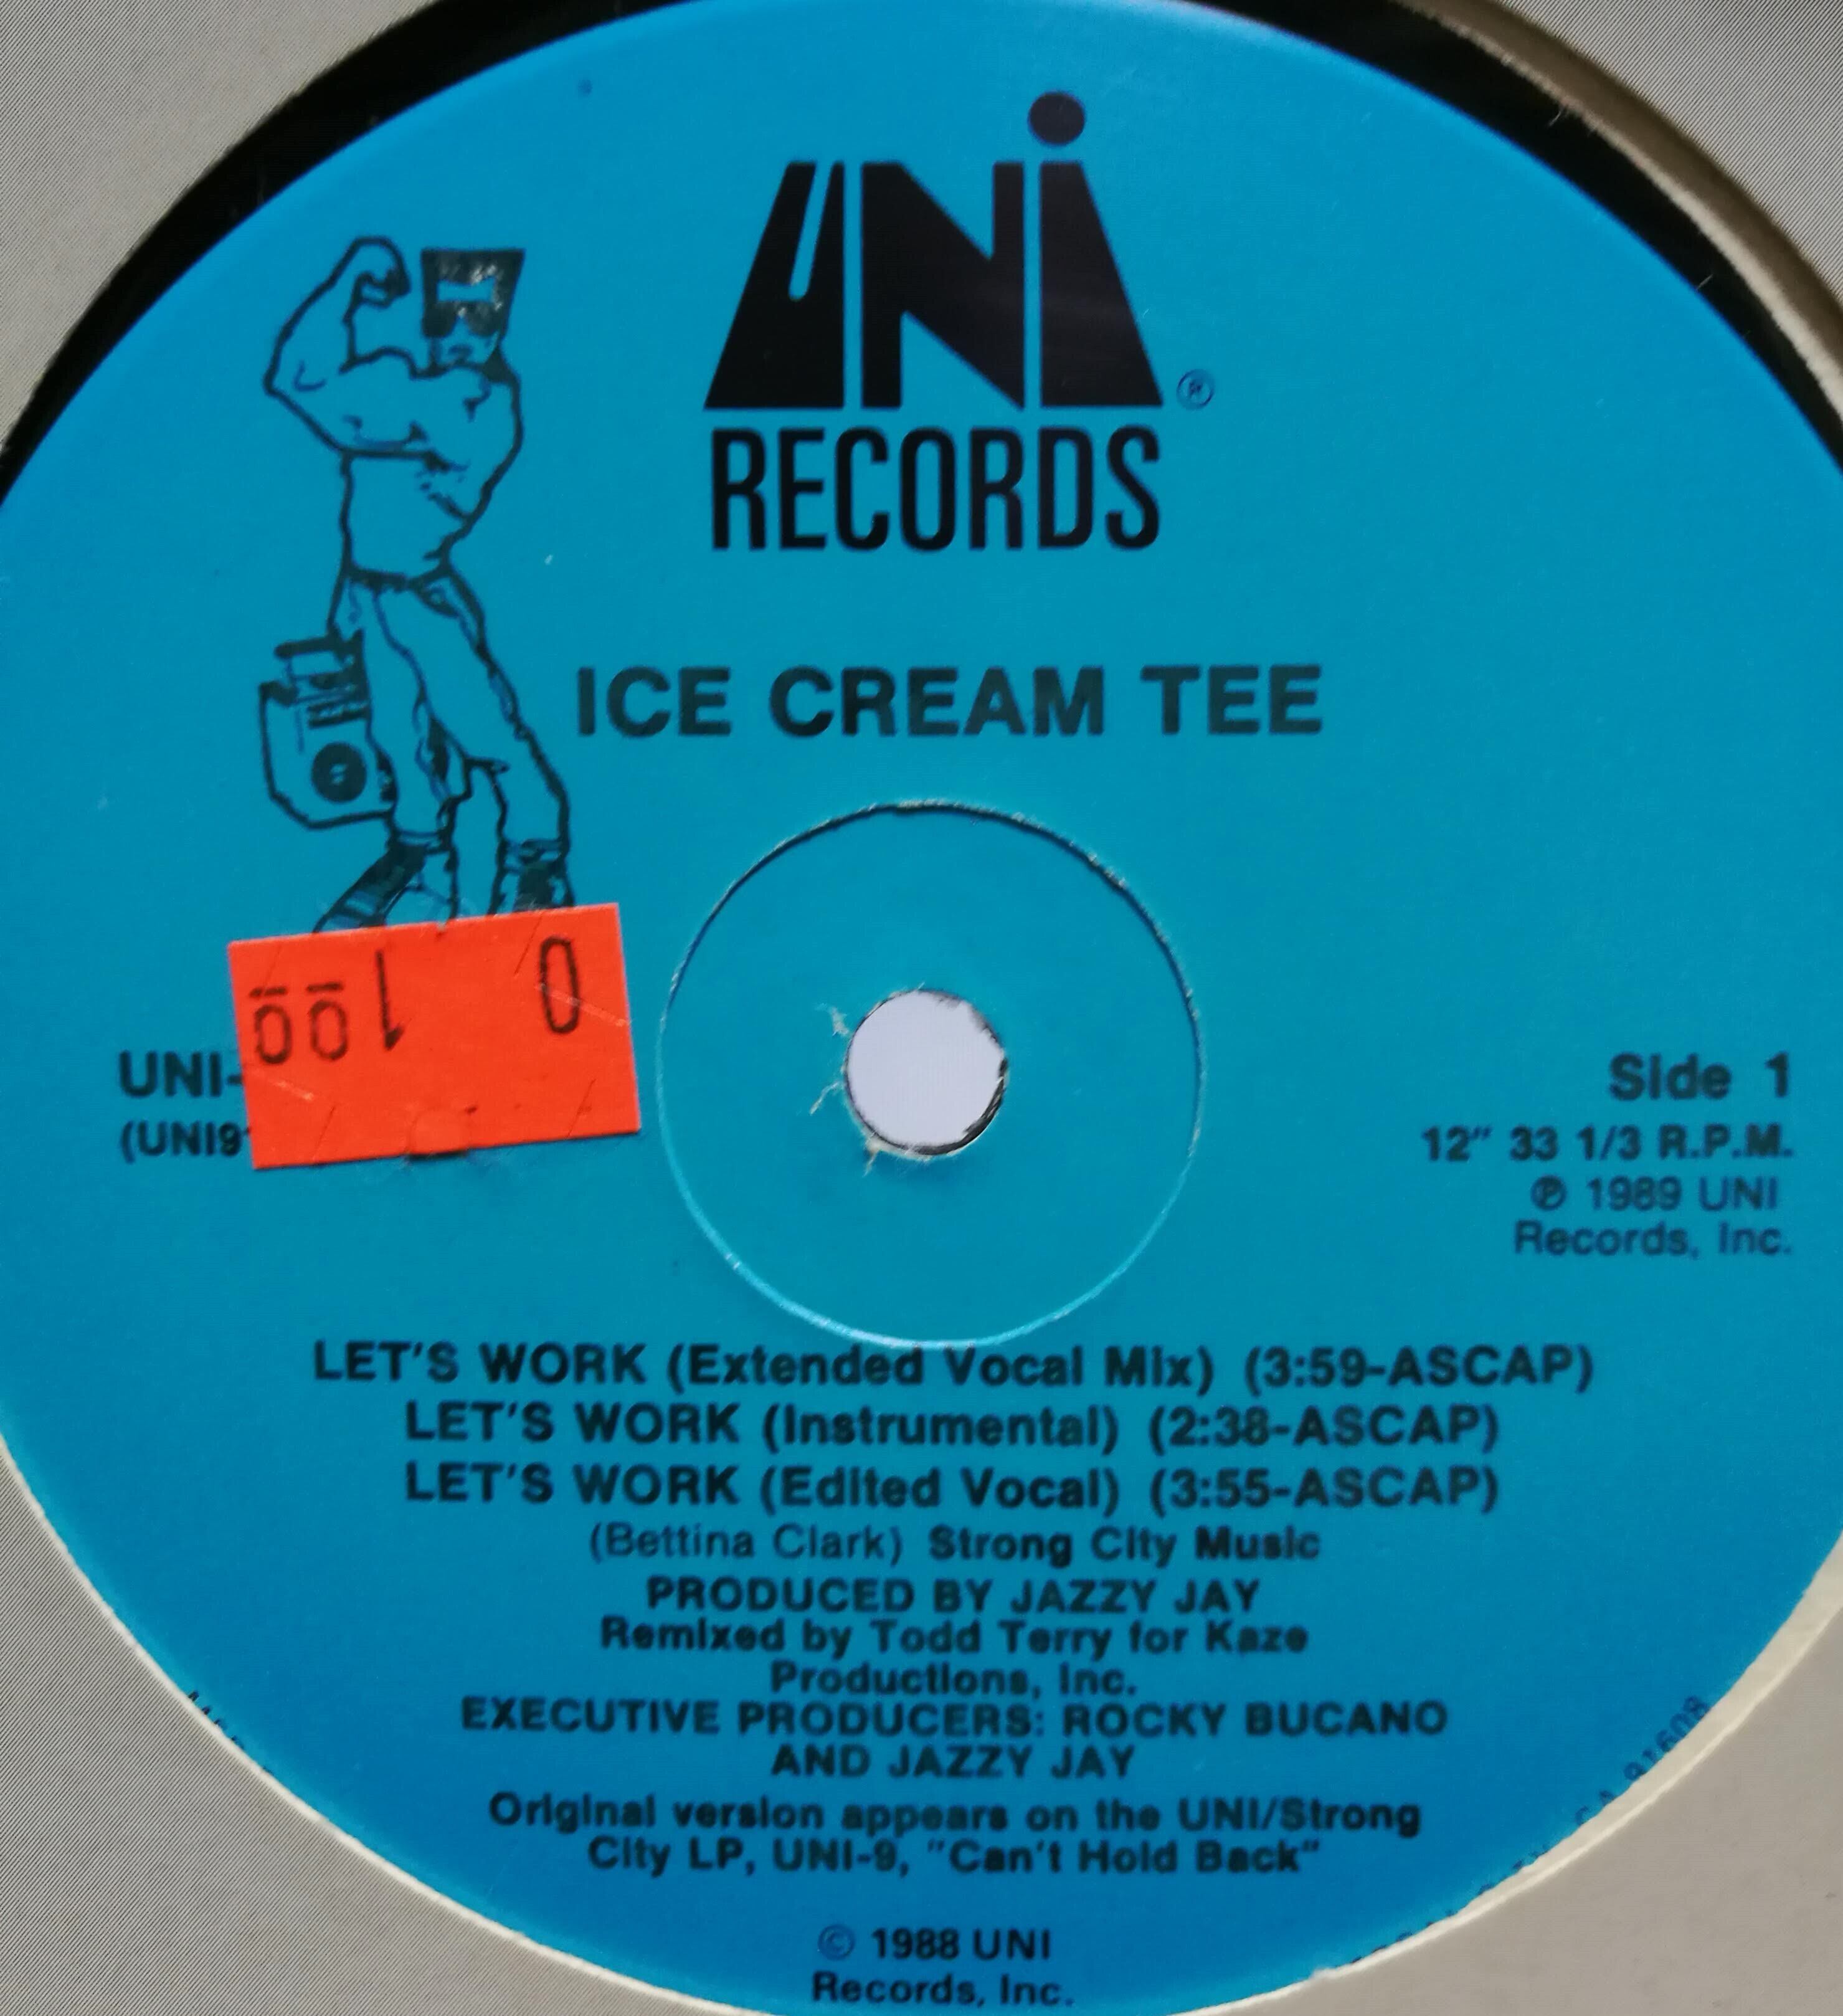 UNI
®
RECORDS
ICE CREAM TEE
0 1 00
UNI-
(UNI9
Side 1
12" 33 1/3 R.P.M.
℗ 1989 UNI
Records, Inc.
LET'S WORK (Extended Vocal Mix) (3:59-ASCAP)
LET'S WORK (Instrumental) (2:38-ASCAP)
LET'S WORK (Edited Vocal) (3:55-ASCAP)
(Bettina Clark) Strong City Music
PRODUCED BY JAZZY JAY
Remixed by Todd Terry for Kaze
Productions, Inc.
EXECUTIVE PRODUCERS: ROCKY BUCANO
AND JAZZY JAY
Original version appears on the UNI/Strong
City LP, UNI-9, "Can't Hold Back"
© 1988 UNI
Records, Inc.
CA 91608